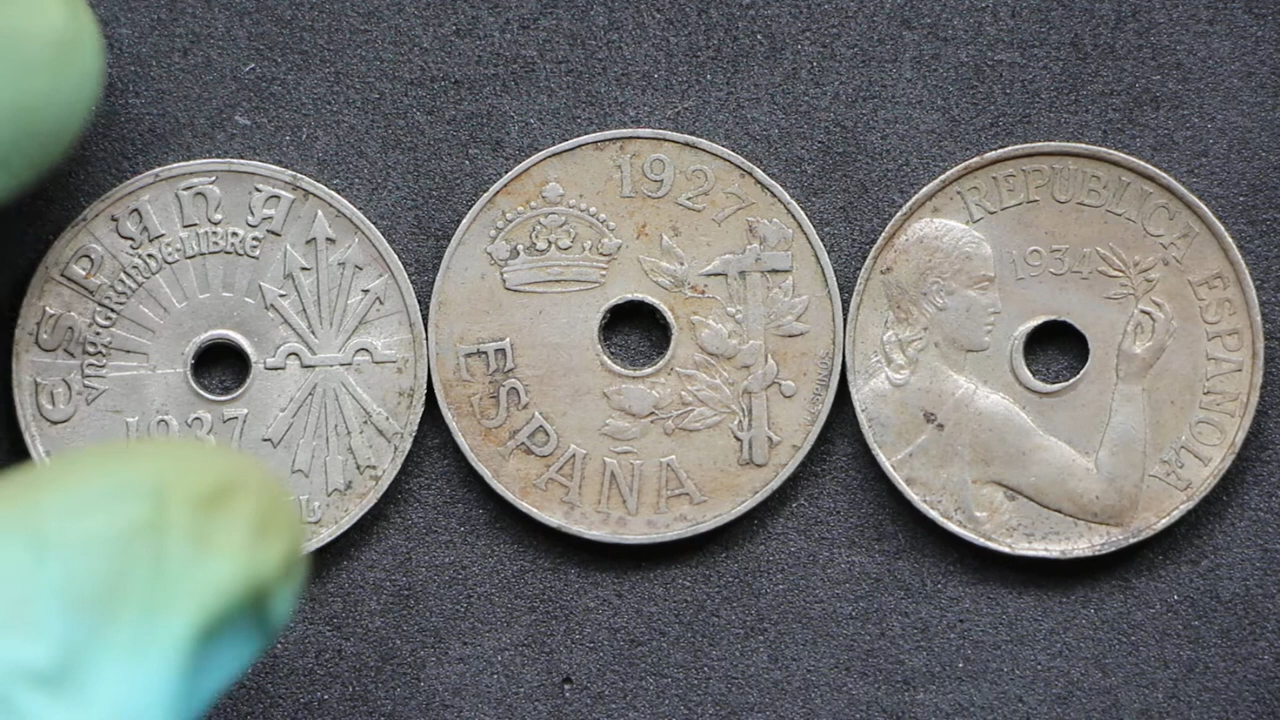 ESPAÑA
UNA·GRANDE·LIBRE
1937
1927
ESPAÑA
REPUBLICA ESPAÑOLA
1934